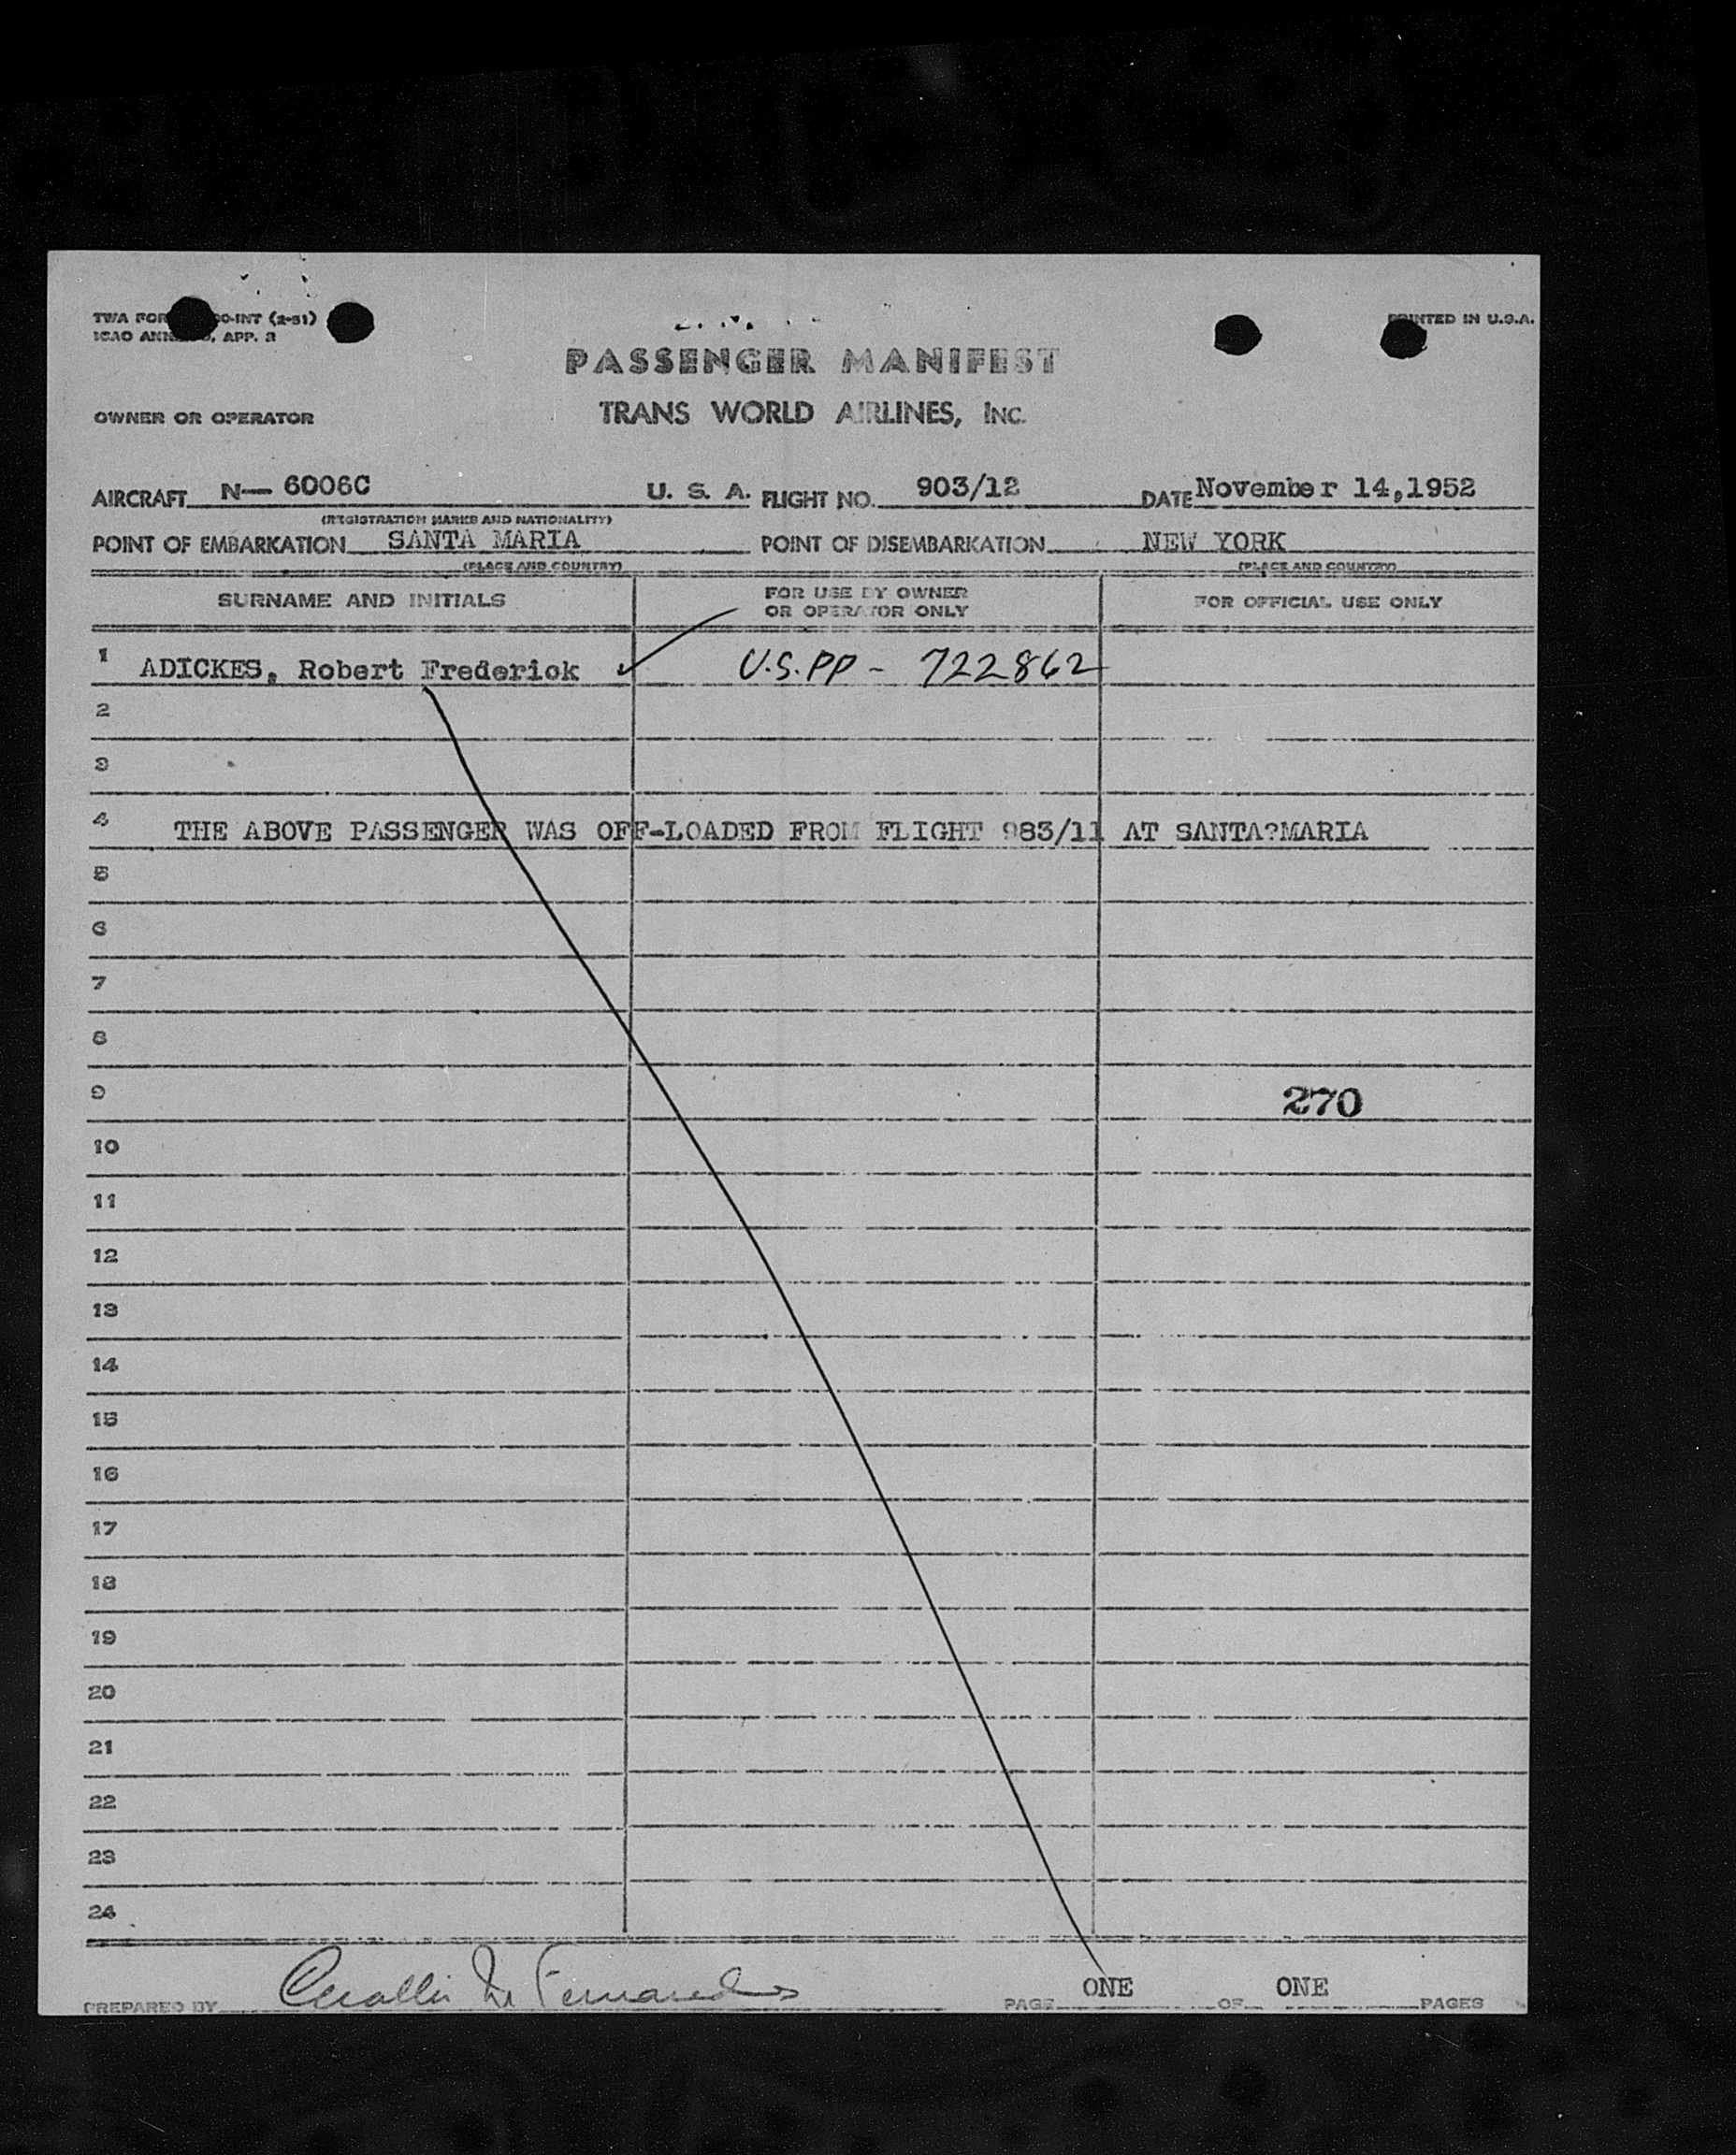 TWA FOR 0-INT (2-51)
PRINTED IN U.S.A.
ICAO ANN , APP. 3
PASSENGER MANIFEST
OWNER OR OPERATOR TRANS WORLD AIRLINES, INC.
AIRCRAFT N— 6006C U. S. A. FLIGHT NO. 903/12 DATE November 14,1952
(REGISTRATION MARKS AND NATIONALITY)
POINT OF EMBARKATION SANTA MARIA POINT OF DISEMBARKATION NEW YORK
(PLACE AND COUNTRY) (PLACE AND COUNTRY)
SURNAME AND INITIALS FOR USE BY OWNER OR OPERATOR ONLY FOR OFFICIAL USE ONLY
1 ADICKES, Robert Frederick U.S.PP - 722862
2
3
4 THE ABOVE PASSENGER WAS OFF-LOADED FROM FLIGHT 983/11 AT SANTA?MARIA
5
6
7
8
9 270
10
11
12
13
14
15
16
17
18
19
20
21
22
23
24
PREPARED BY Fernandes PAGE ONE OF ONE PAGES